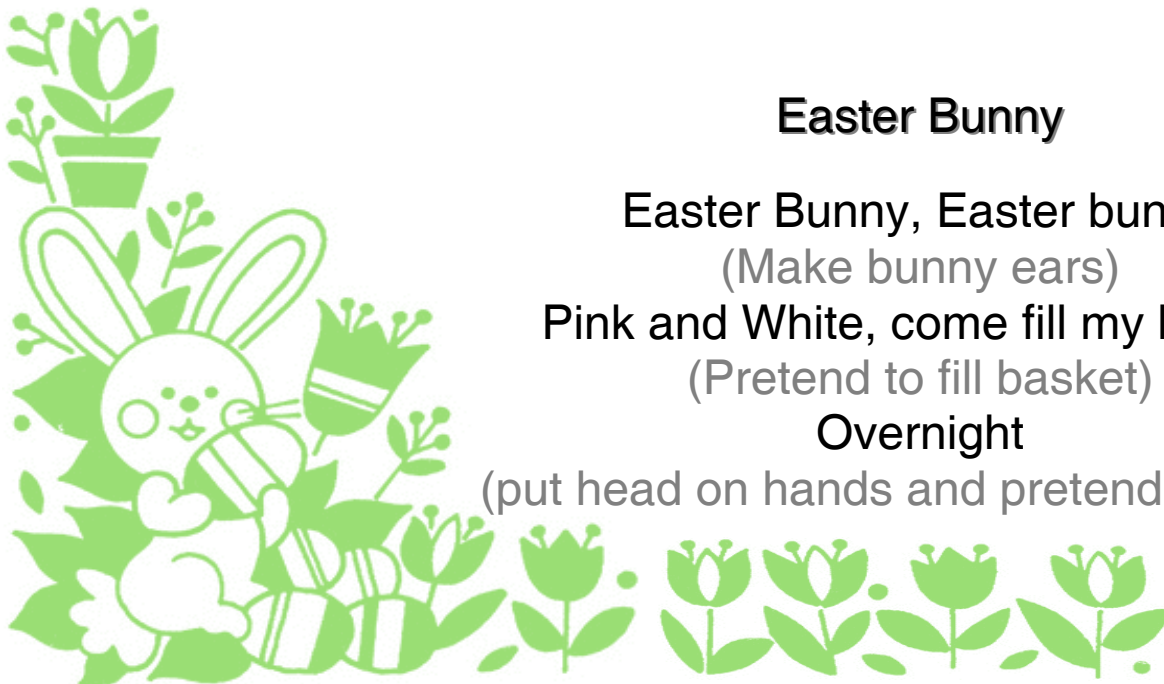 Easter Bunny
Easter Bunny, Easter
(Make bunny ears)
Pink and White, come fill my
(Pretend to fill basket)
Overnight
(put head on hands and pretend